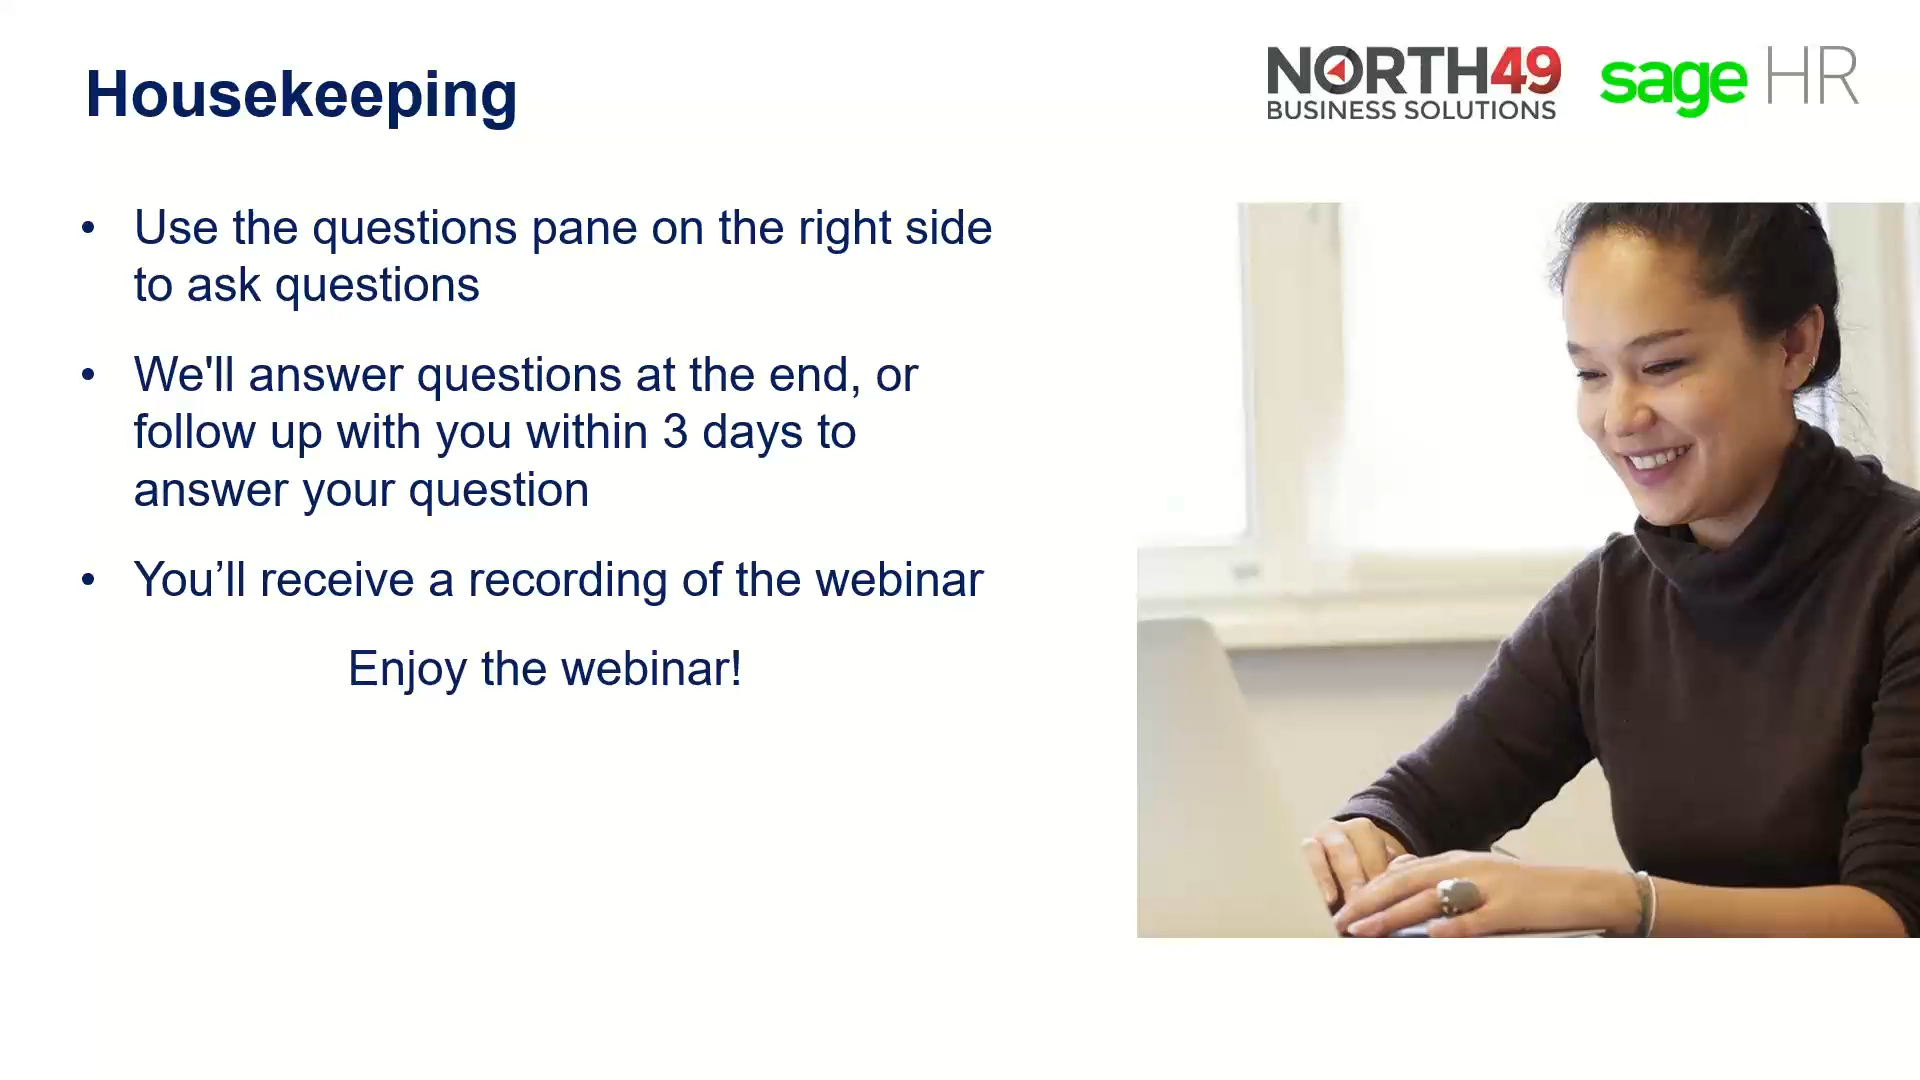 Housekeeping
NORTH49
BUSINESS SOLUTIONS
sage HR
• Use the questions pane on the right side
to ask questions
• We'll answer questions at the end, or
follow up with you within 3 days to
answer your question
• You’ll receive a recording of the webinar
Enjoy the webinar!